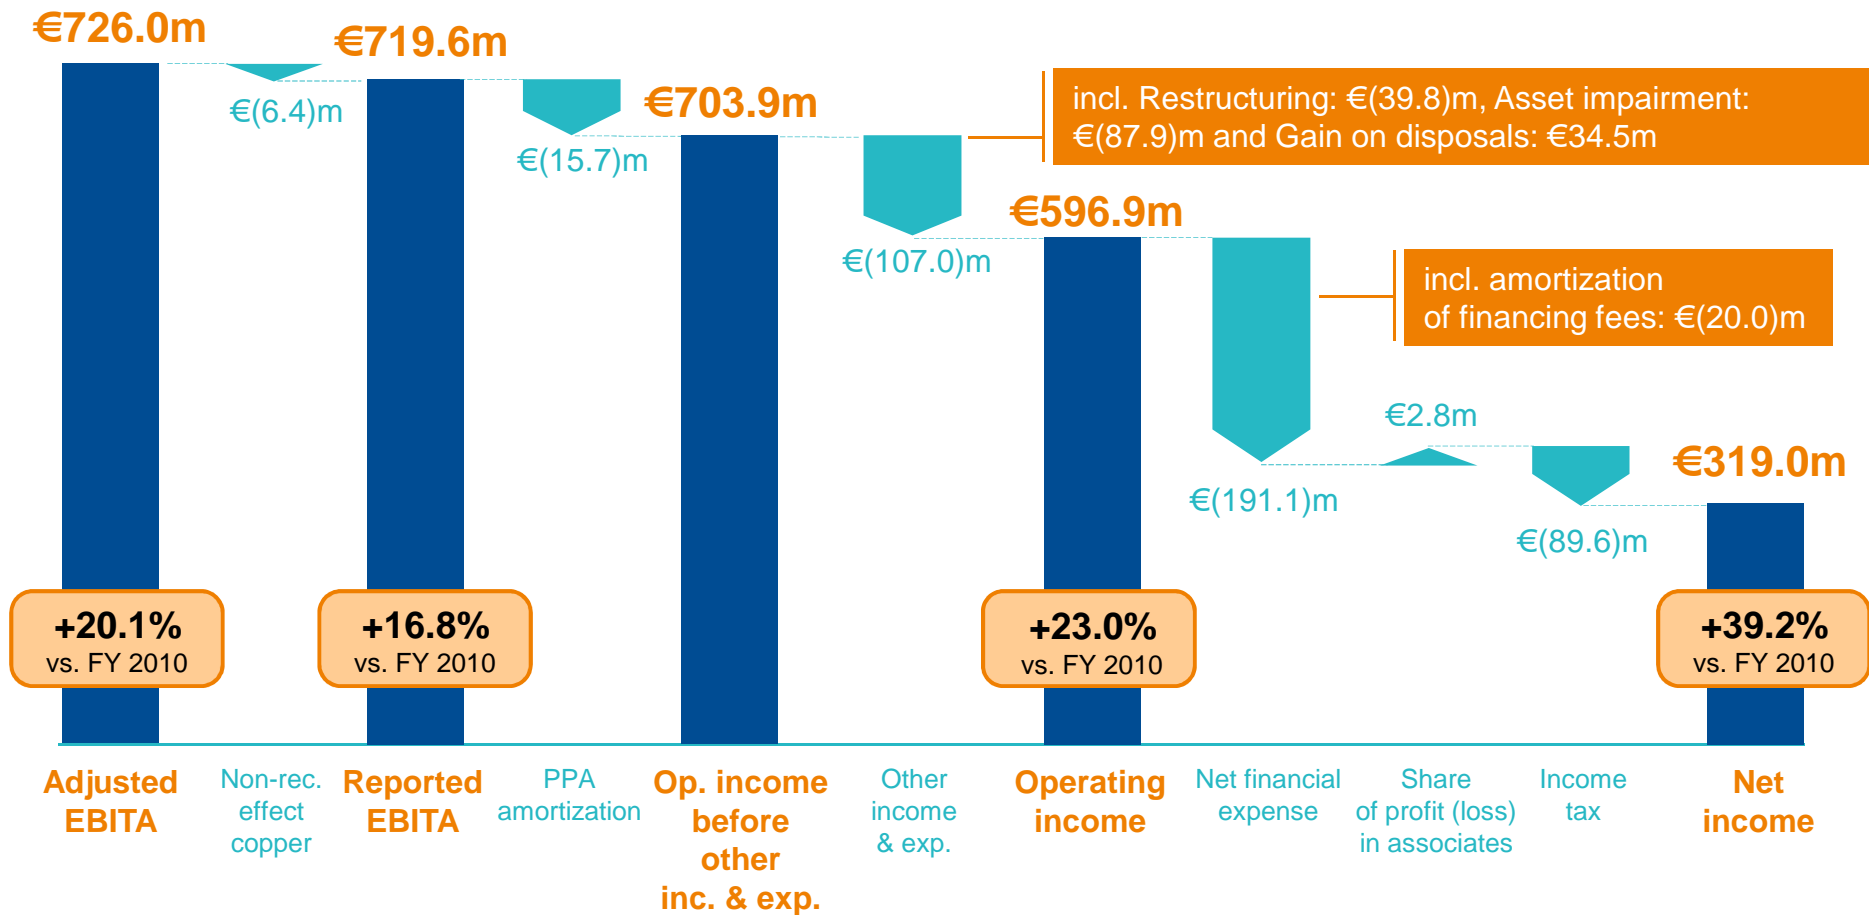 €726.0m
€719.6m
€(6.4)m
€703.9m
€(15.7)m
incl. Restructuring: €(39.8)m, Asset impairment:
€(87.9)m and Gain on disposals: €34.5m
€596.9m
€(107.0)m
incl. amortization
of financing fees: €(20.0)m
€2.8m
€319.0m
€(191.1)m
€(89.6)m
+20.1%
vs. FY 2010
+16.8%
vs. FY 2010
+23.0%
vs. FY 2010
+39.2%
vs. FY 2010
Adjusted
EBITA
Non-rec.
effect
copper
Reported
EBITA
PPA
amortization
Op. income
before
other
inc. & exp.
Other
income
& exp.
Operating
income
Net financial
expense
Share
of profit (loss)
in associates
Income
tax
Net
income